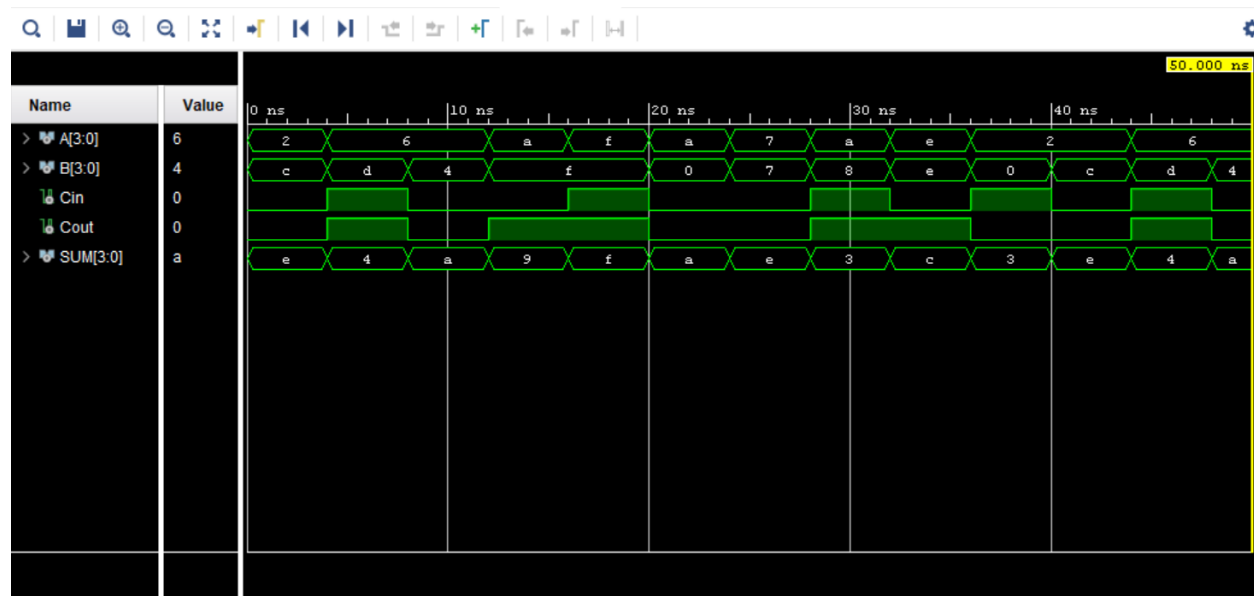 50.000 ns
Name Value 0 ns 10 ns 20 ns 30 ns 40 ns
A[3:0] 6 2 6 a f a 7 a e 2 6
B[3:0] 4 c d 4 f 0 7 8 e 0 c d 4
Cin 0
Cout 0
SUM[3:0] a e 4 a 9 f a e 3 c 3 e 4 a